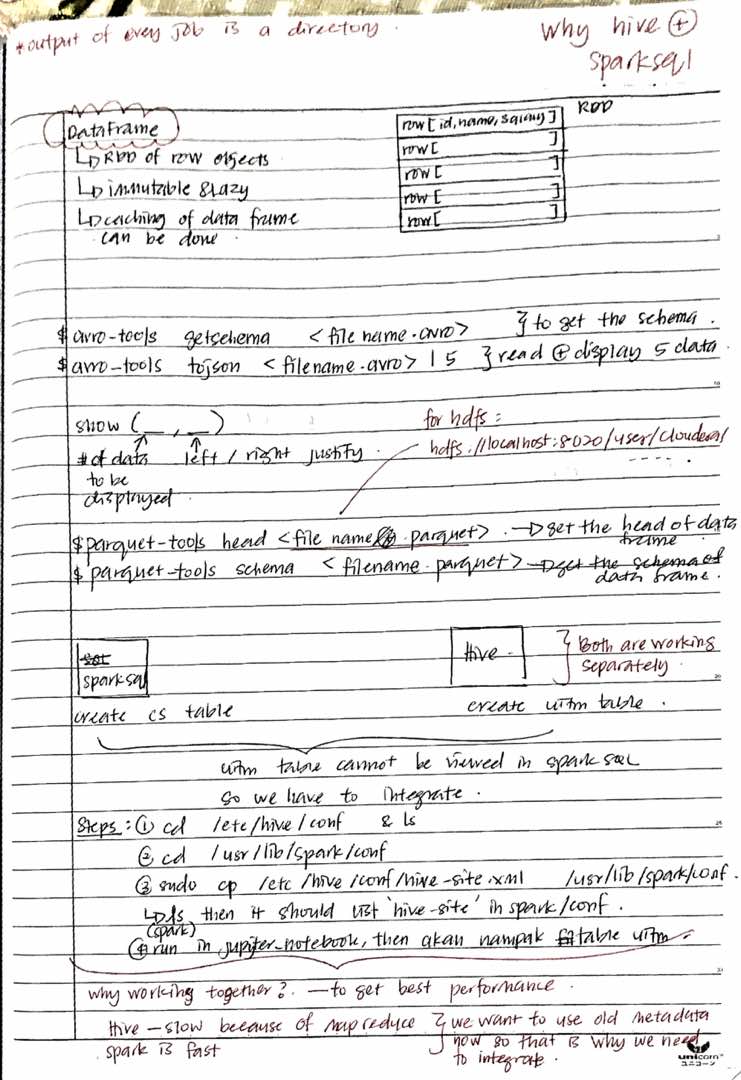 *output of every job is a directory.
why hive ⊕
sparksql
DataFrame
↳ RDD of row objects
↳ immutable & lazy
↳ caching of data frame
can be done.
RDD
row[id, name, salary]
row[ ]
row[ ]
row[ ]
row[ ]
$ avro-tools getschema <file name.avro> } to get the schema.
$ avro-tools tojson <filename.avro> | 5 } read ⊕ display 5 data
show (__, __)
# of data
to be
displayed.
left / right justify.
for hdfs:
hdfs://localhost:8020/user/cloudera/
$ parquet-tools head <file name.parquet>. → get the head of data
frame
$ parquet-tools schema <filename.parquet> → get the schema of
data frame.
sparksql
create cs table
Hive
create uitm table.
} Both are working
separately.
uitm table cannot be viewed in spark sql
so we have to integrate.
Steps: ① cd /etc/hive/conf & ls
② cd /usr/lib/spark/conf
③ sudo cp /etc/hive/conf/hive-site.xml /usr/lib/spark/conf.
↳ ls then it should list 'hive-site' in spark/conf.
(spark)
④ run in jupiter-notebook, then akan nampak table uitm.
why working together? — to get best performance.
Hive — slow because of mapreduce
spark is fast
} we want to use old metadata
now so that is why we need
to integrate.
unicorn
ユニコーン